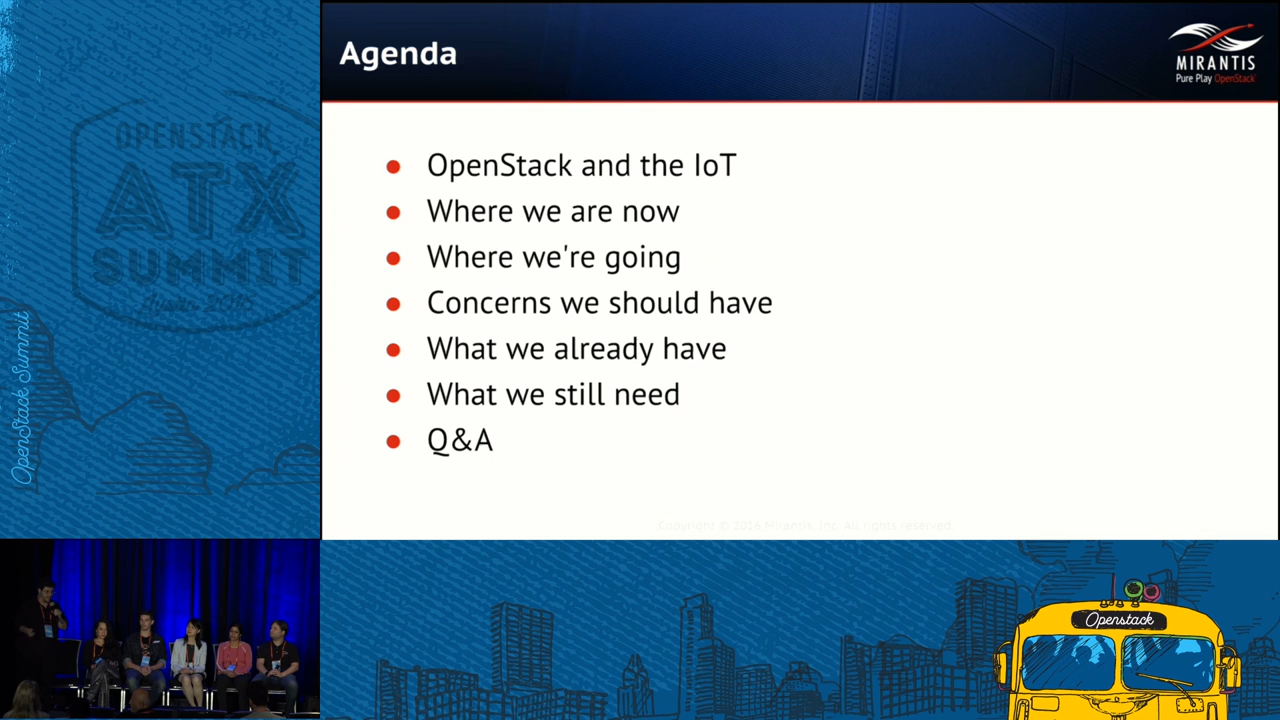 Agenda
MIRANTIS
Pure Play OpenStack
OpenStack and the IoT
Where we are now
Where we're going
Concerns we should have
What we already have
What we still need
Q&A
Copyright © 2016 Mirantis, Inc. All rights reserved
OPENSTACK
ATX
SUMMIT
Austin 2016
OpenStack Summit
Openstack